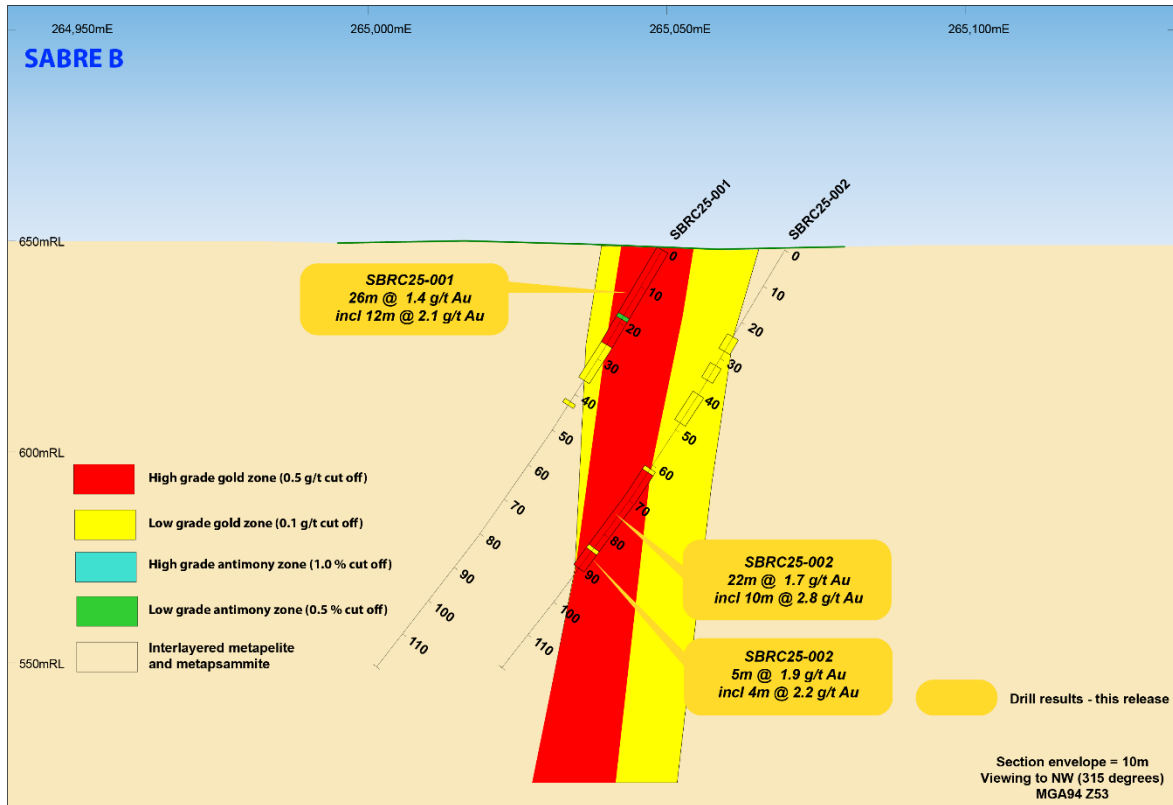 264,950mE
265,000mE
265,050mE
265,100mE
SABRE B
SBRC25-001
SBRC25-002
650mRL
600mRL
550mRL
0
10
20
30
40
50
60
70
80
90
100
110
0
10
20
30
40
50
60
70
80
90
100
110
SBRC25-001
26m @ 1.4 g/t Au
incl 12m @ 2.1 g/t Au
SBRC25-002
22m @ 1.7 g/t Au
incl 10m @ 2.8 g/t Au
SBRC25-002
5m @ 1.9 g/t Au
incl 4m @ 2.2 g/t Au
High grade gold zone (0.5 g/t cut off)
Low grade gold zone (0.1 g/t cut off)
High grade antimony zone (1.0 % cut off)
Low grade antimony zone (0.5 % cut off)
Interlayered metapelite
and metapsammite
Drill results - this release
Section envelope = 10m
Viewing to NW (315 degrees)
MGA94 Z53